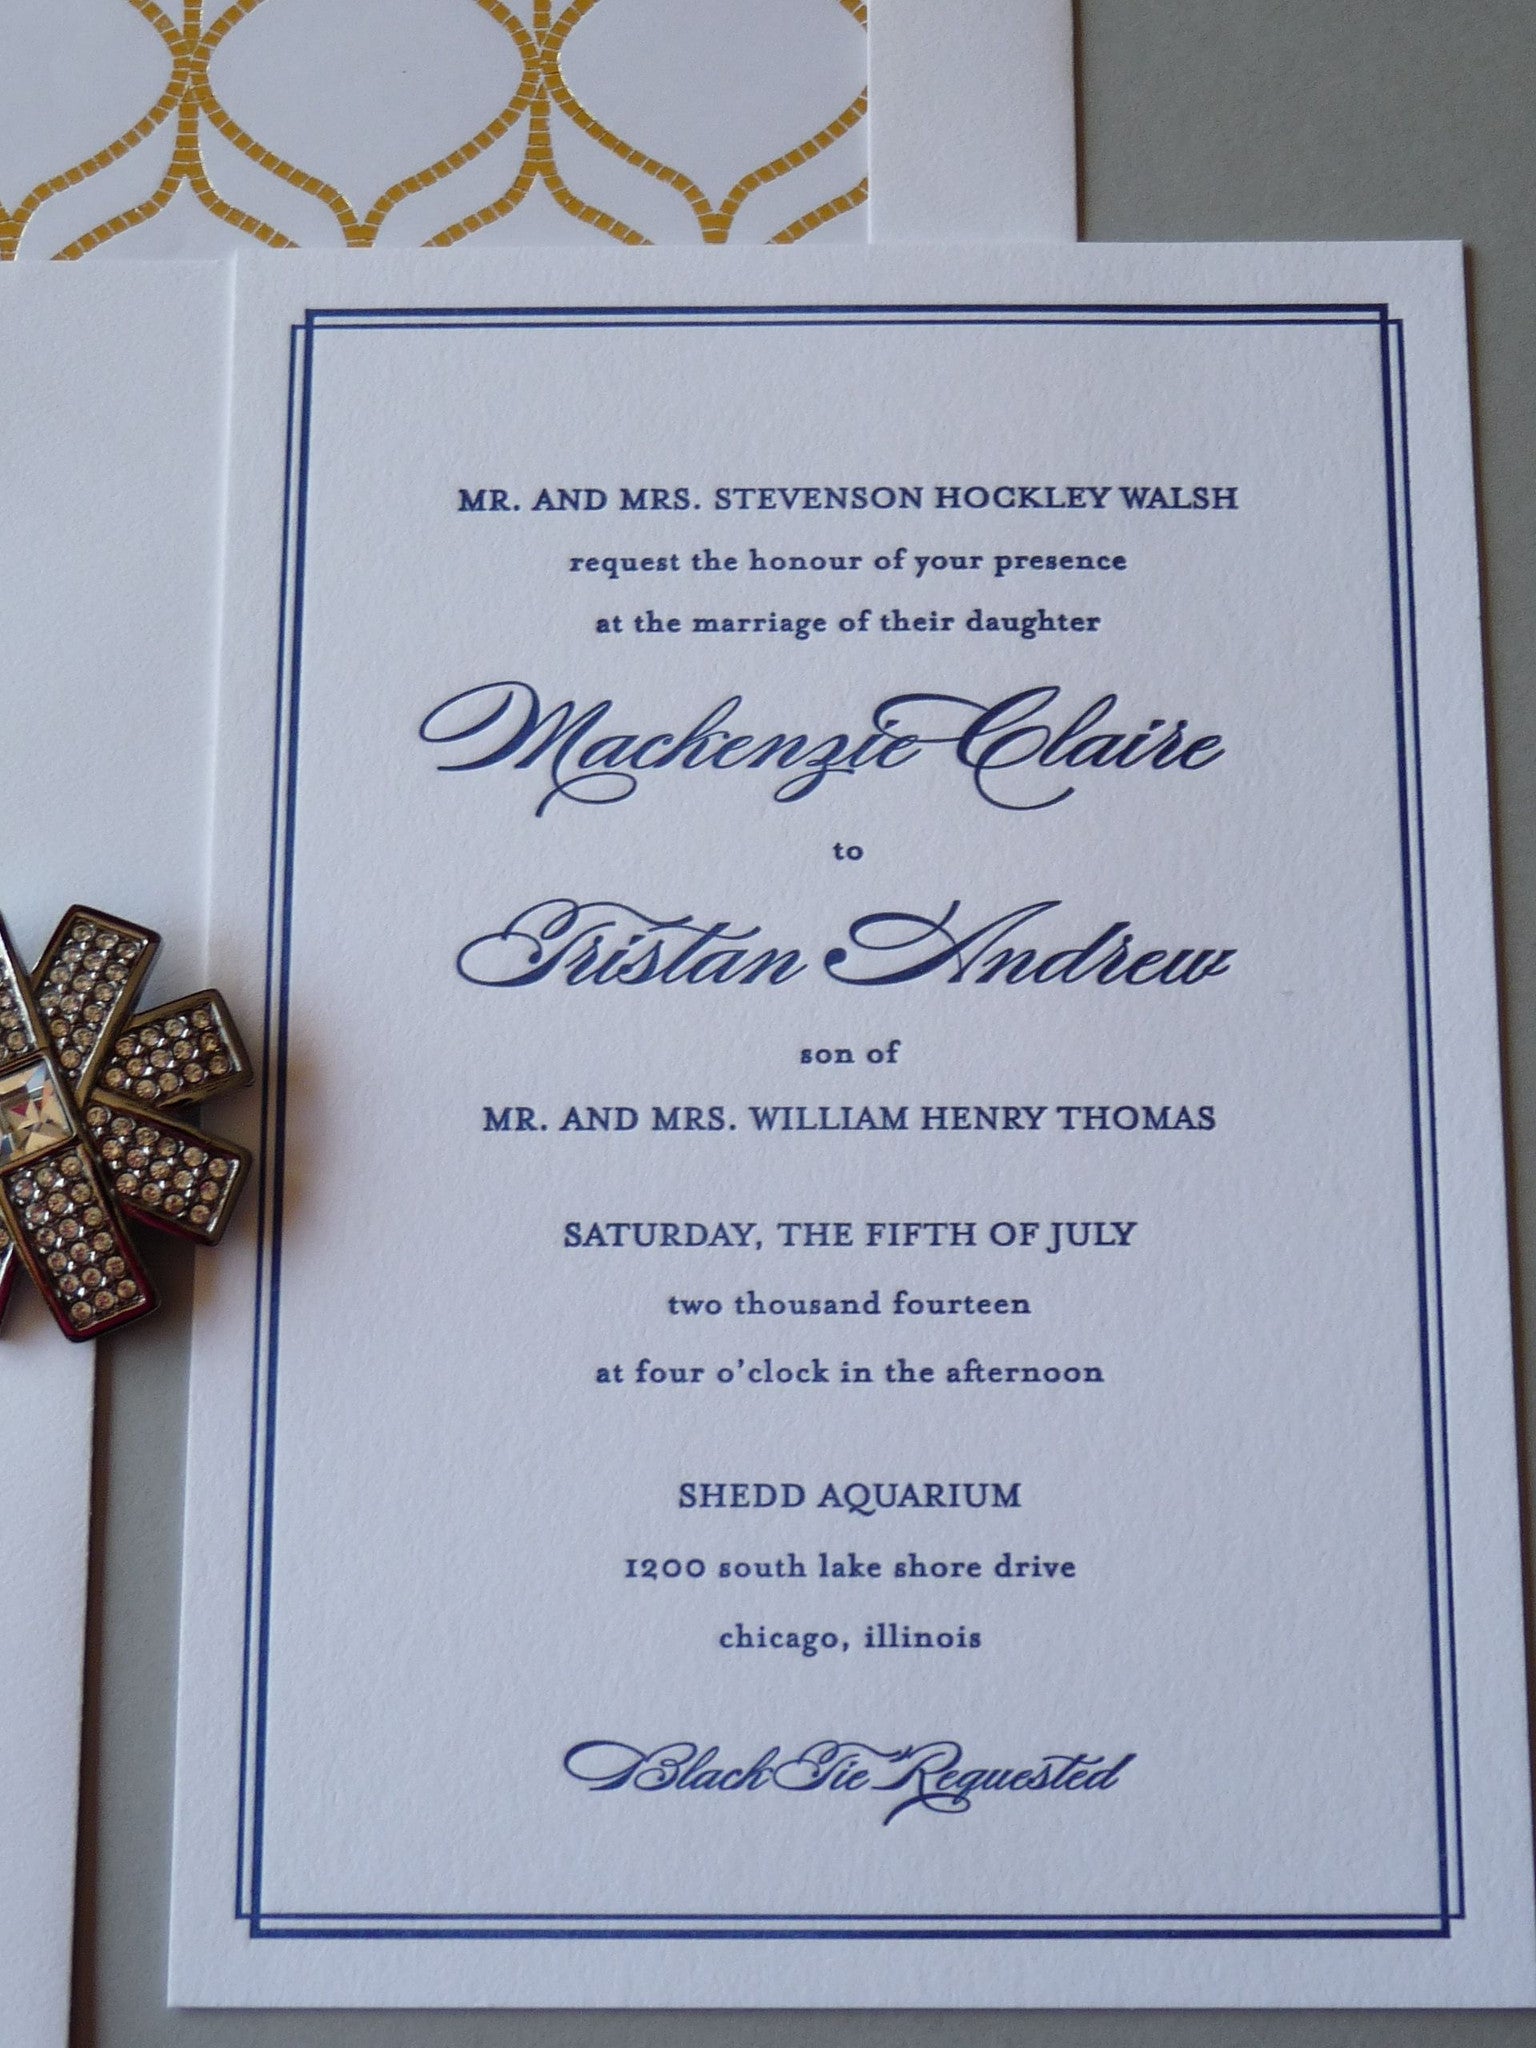 MR. AND MRS. STEVENSON HOCKLEY WALSH
request the honour of your presence
at the marriage of their daughter
Mackenzie Claire
to
Tristan Andrew
son of
MR. AND MRS. WILLIAM HENRY THOMAS
SATURDAY, THE FIFTH OF JULY
two thousand fourteen
at four o'clock in the afternoon
SHEDD AQUARIUM
1200 south lake shore drive
chicago, illinois
Black Tie Requested